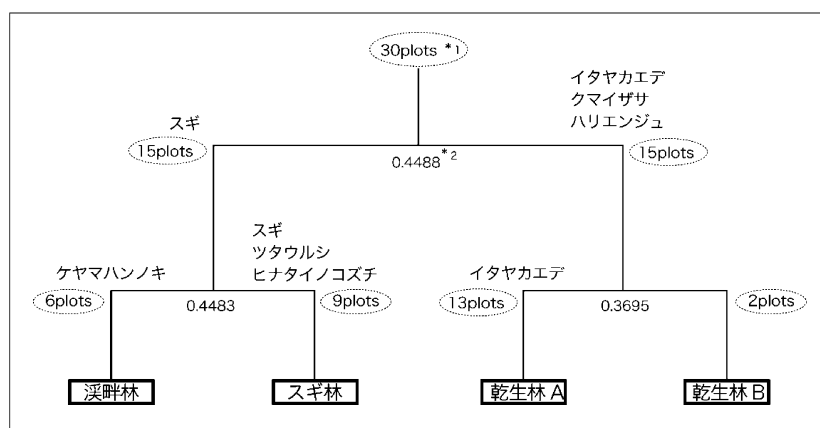 30plots *1
イタヤカエデ
クマイザサ
ハリエンジュ
スギ
15plots
15plots
0.4488*2
スギ
ツタウルシ
ヒナタイノコズチ
ケヤマハンノキ
イタヤカエデ
6plots
9plots
13plots
2plots
0.4483
0.3695
渓畔林
スギ林
乾生林 A
乾生林 B